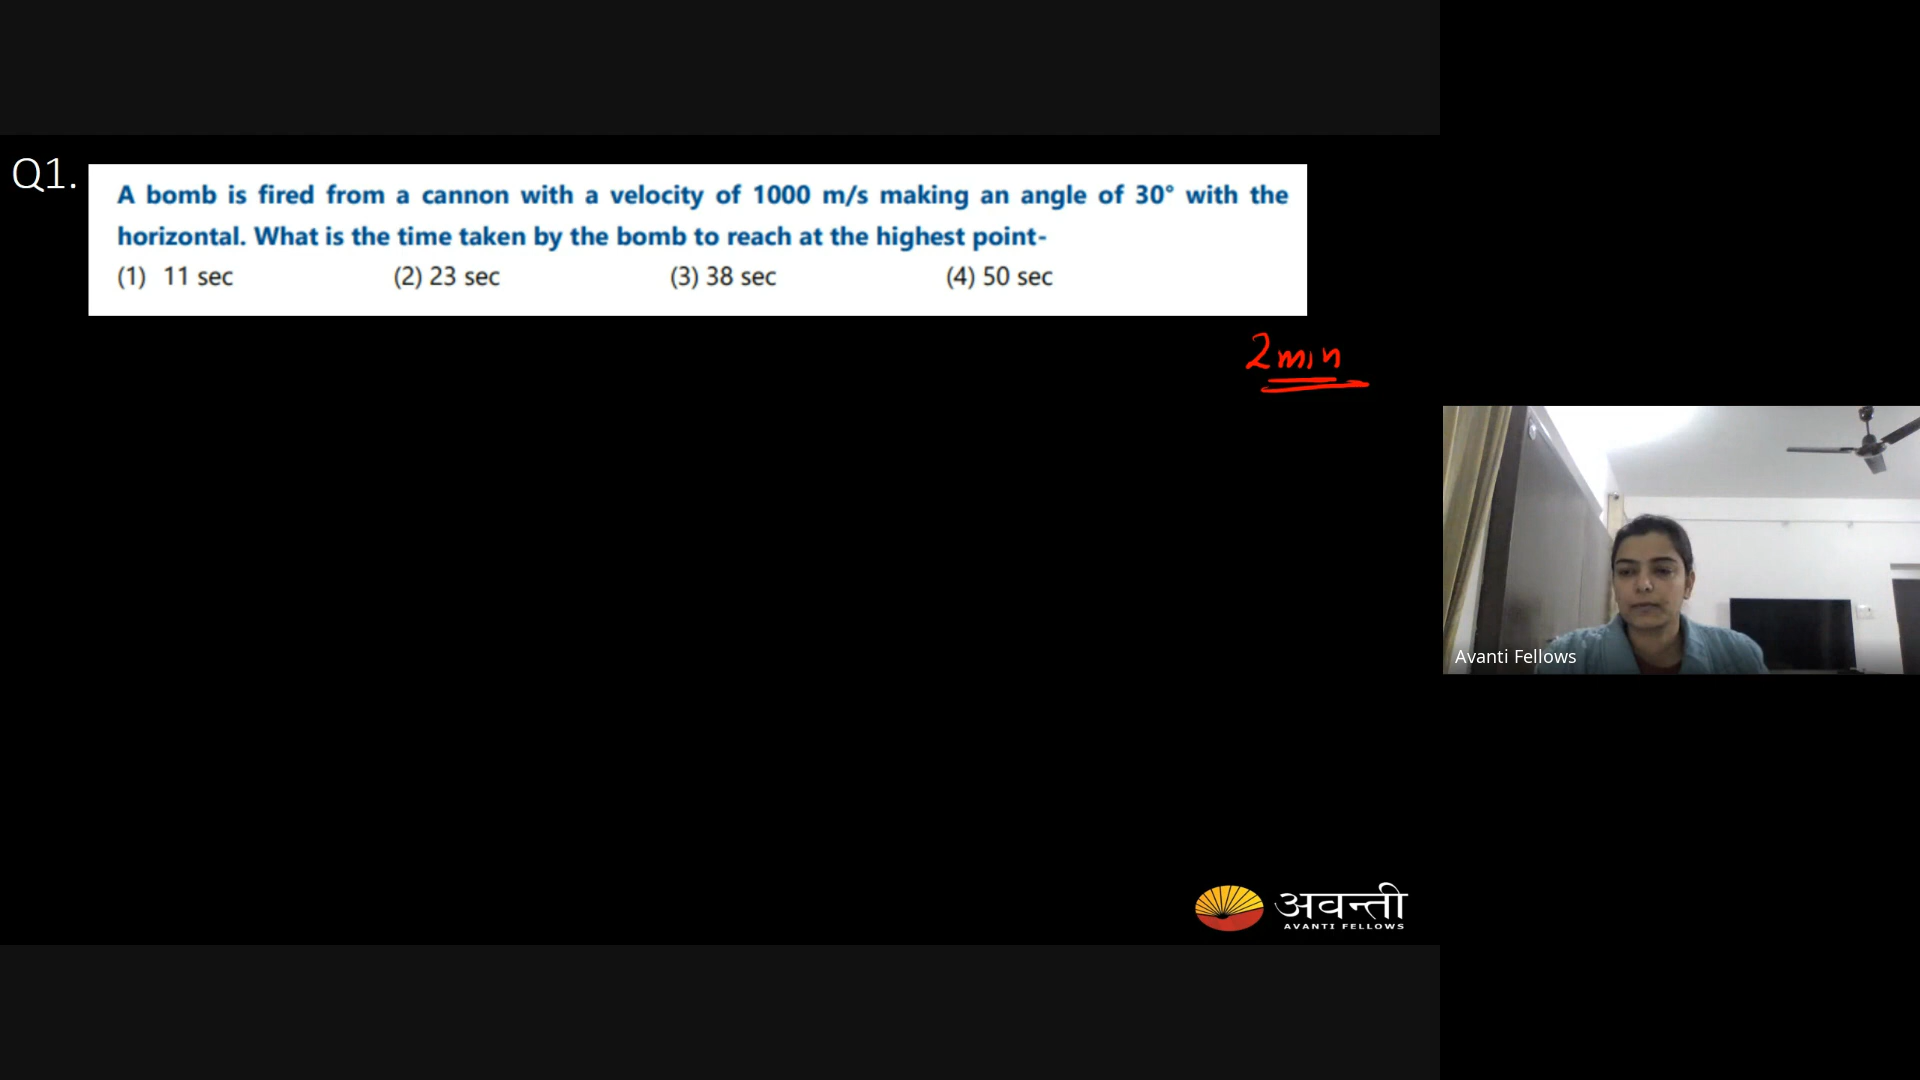 Q1.
A bomb is fired from a cannon with a velocity of 1000 m/s making an angle of 30° with the
horizontal. What is the time taken by the bomb to reach at the highest point-
(1) 11 sec (2) 23 sec (3) 38 sec (4) 50 sec
2min
Avanti Fellows
अवन्ती
AVANTI FELLOWS